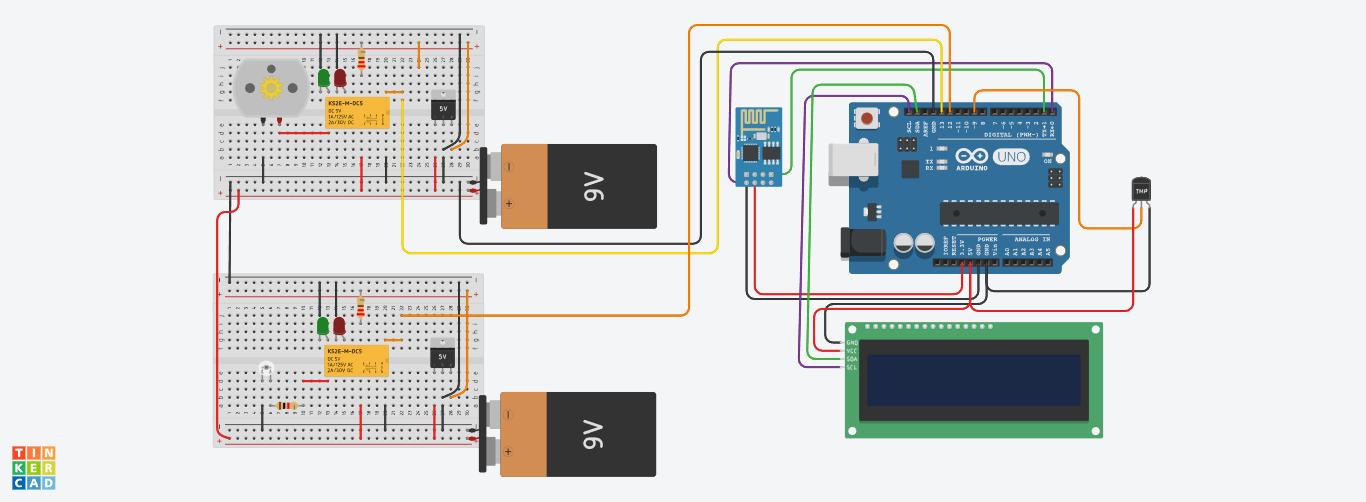 KS2E-M-DC5
DC 5V
1A/125V AC
2A/30V DC
5V
9V
KS2E-M-DC5
DC 5V
1A/125V AC
2A/30V DC
5V
9V
SCL
SDA
AREF
GND
13
12
~11
~10
~9
8
7
~6
~5
4
~3
2
TX→1
RX←0
DIGITAL (PWM~)
L
TX
RX
UNO
ARDUINO
ON
IOREF
RESET
3.3V
5V
GND
GND
Vin
POWER
ANALOG IN
A0
A1
A2
A3
A4
A5
TMP
GND
VCC
SDA
SCL
TIN
KER
CAD